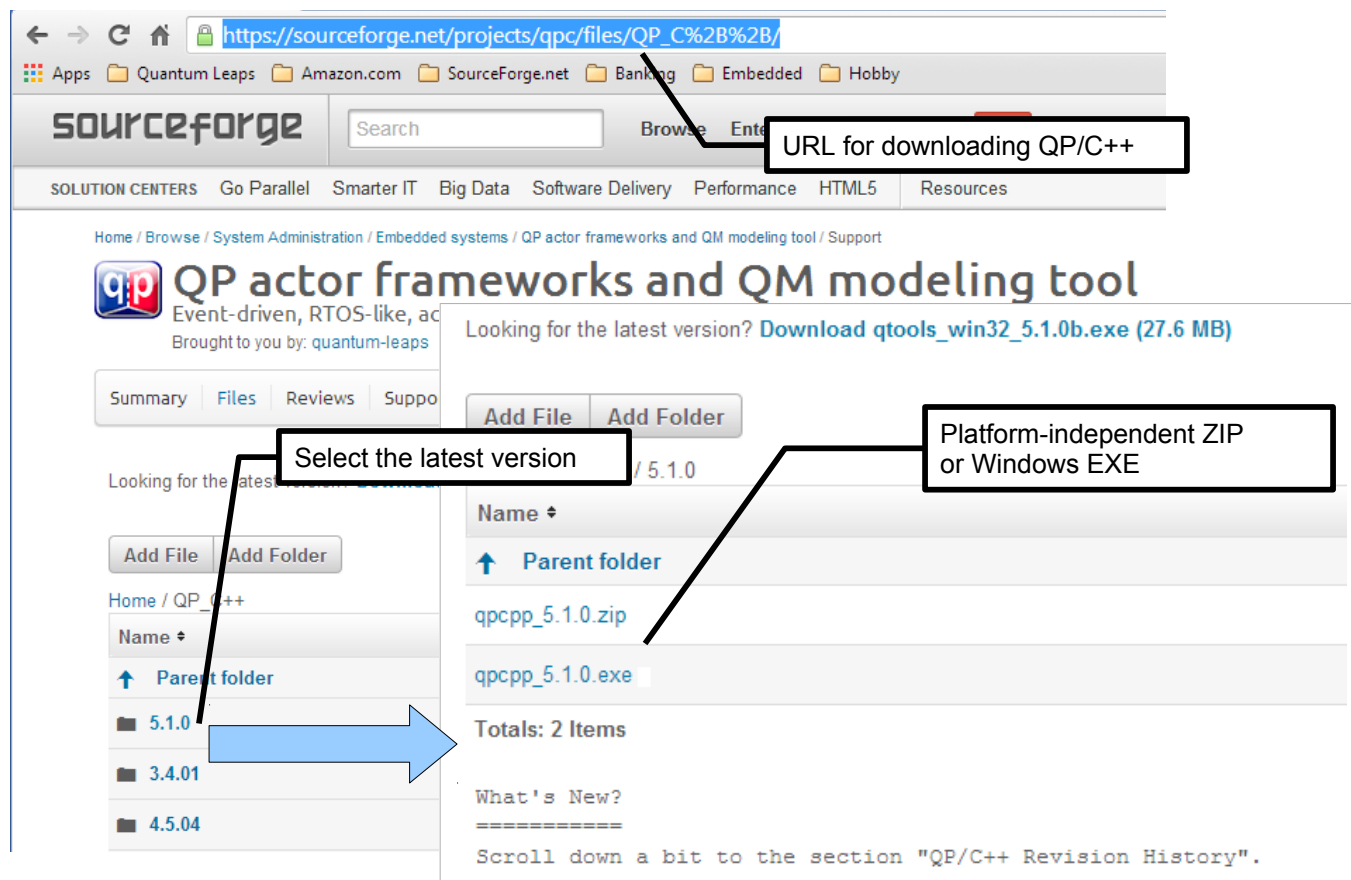 https://sourceforge.net/projects/qpc/files/QP_C%2B%2B/
Apps Quantum Leaps Amazon.com SourceForge.net Banking Embedded Hobby
sourceforge Search Browse
URL for downloading QP/C++
SOLUTION CENTERS Go Parallel Smarter IT Big Data Software Delivery Performance HTML5 Resources
Home / Browse / System Administration / Embedded systems / QP actor frameworks and QM modeling tool / Support
qp
QP actor frameworks and QM modeling tool
Event-driven, RTOS-like,
Brought to you by: quantum-leaps
Summary Files Reviews
Select the latest version
Looking for the latest
Add File Add Folder
Home / QP_C++
Name
Parent folder
5.1.0
3.4.01
4.5.04
Looking for the latest version? Download qtools_win32_5.1.0b.exe (27.6 MB)
Add File Add Folder
Platform-independent ZIP
or Windows EXE
/ 5.1.0
Name
Parent folder
qpcpp_5.1.0.zip
qpcpp_5.1.0.exe
Totals: 2 Items
What's New?
===========
Scroll down a bit to the section "QP/C++ Revision History".